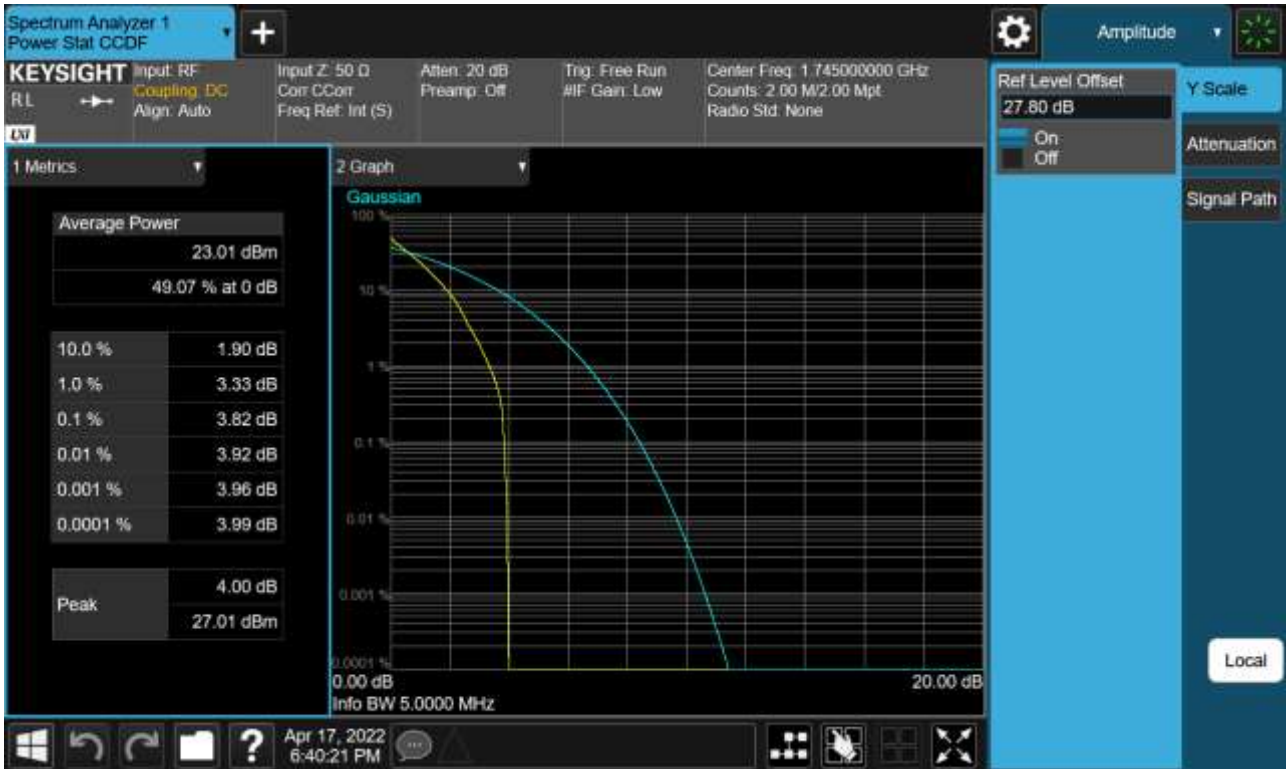 Spectrum Analyzer 1
Power Stat CCDF
+
Amplitude
KEYSIGHT
RL
LXI
Input: RF
Coupling: DC
Align: Auto
Input Z: 50 Ω
Corr CCorr
Freq Ref: Int (S)
Atten: 20 dB
Preamp: Off
Trig: Free Run
#IF Gain: Low
Center Freq: 1.745000000 GHz
Counts: 2.00 M/2.00 Mpt
Radio Std: None
Ref Level Offset
27.80 dB
On
Off
Y Scale
Attenuation
Signal Path
Local
1 Metrics
Average Power
23.01 dBm
49.07 % at 0 dB
10.0 % 1.90 dB
1.0 % 3.33 dB
0.1 % 3.82 dB
0.01 % 3.92 dB
0.001 % 3.96 dB
0.0001 % 3.99 dB
Peak
4.00 dB
27.01 dBm
2 Graph
Gaussian
100 %
10 %
1 %
0.1 %
0.01 %
0.001 %
0.0001 %
0.00 dB 20.00 dB
Info BW 5.0000 MHz
?
Apr 17, 2022
6:40:21 PM